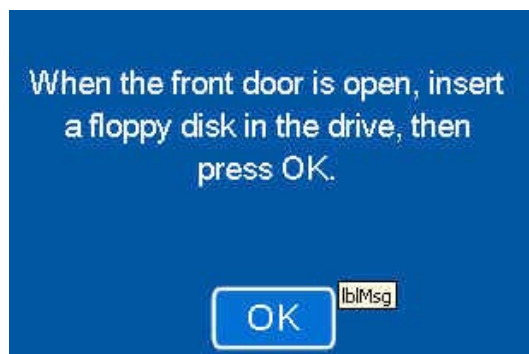 When the front door is open, insert
a floppy disk in the drive, then
press OK.
lblMsg
OK